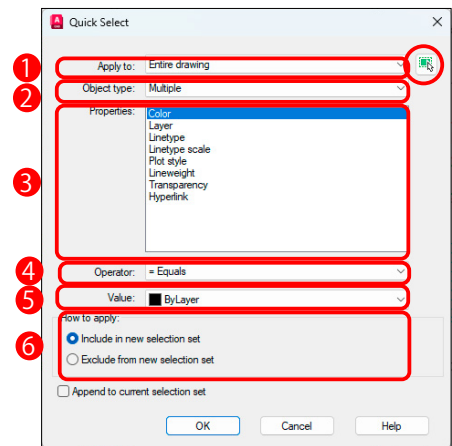 Quick Select
1 Apply to: Entire drawing
2 Object type: Multiple
3 Properties: Color
Layer
Linetype
Linetype scale
Plot style
Lineweight
Transparency
Hyperlink
4 Operator: = Equals
5 Value: ByLayer
How to apply:
6
Include in new selection set
Exclude from new selection set
Append to current selection set
OK Cancel Help